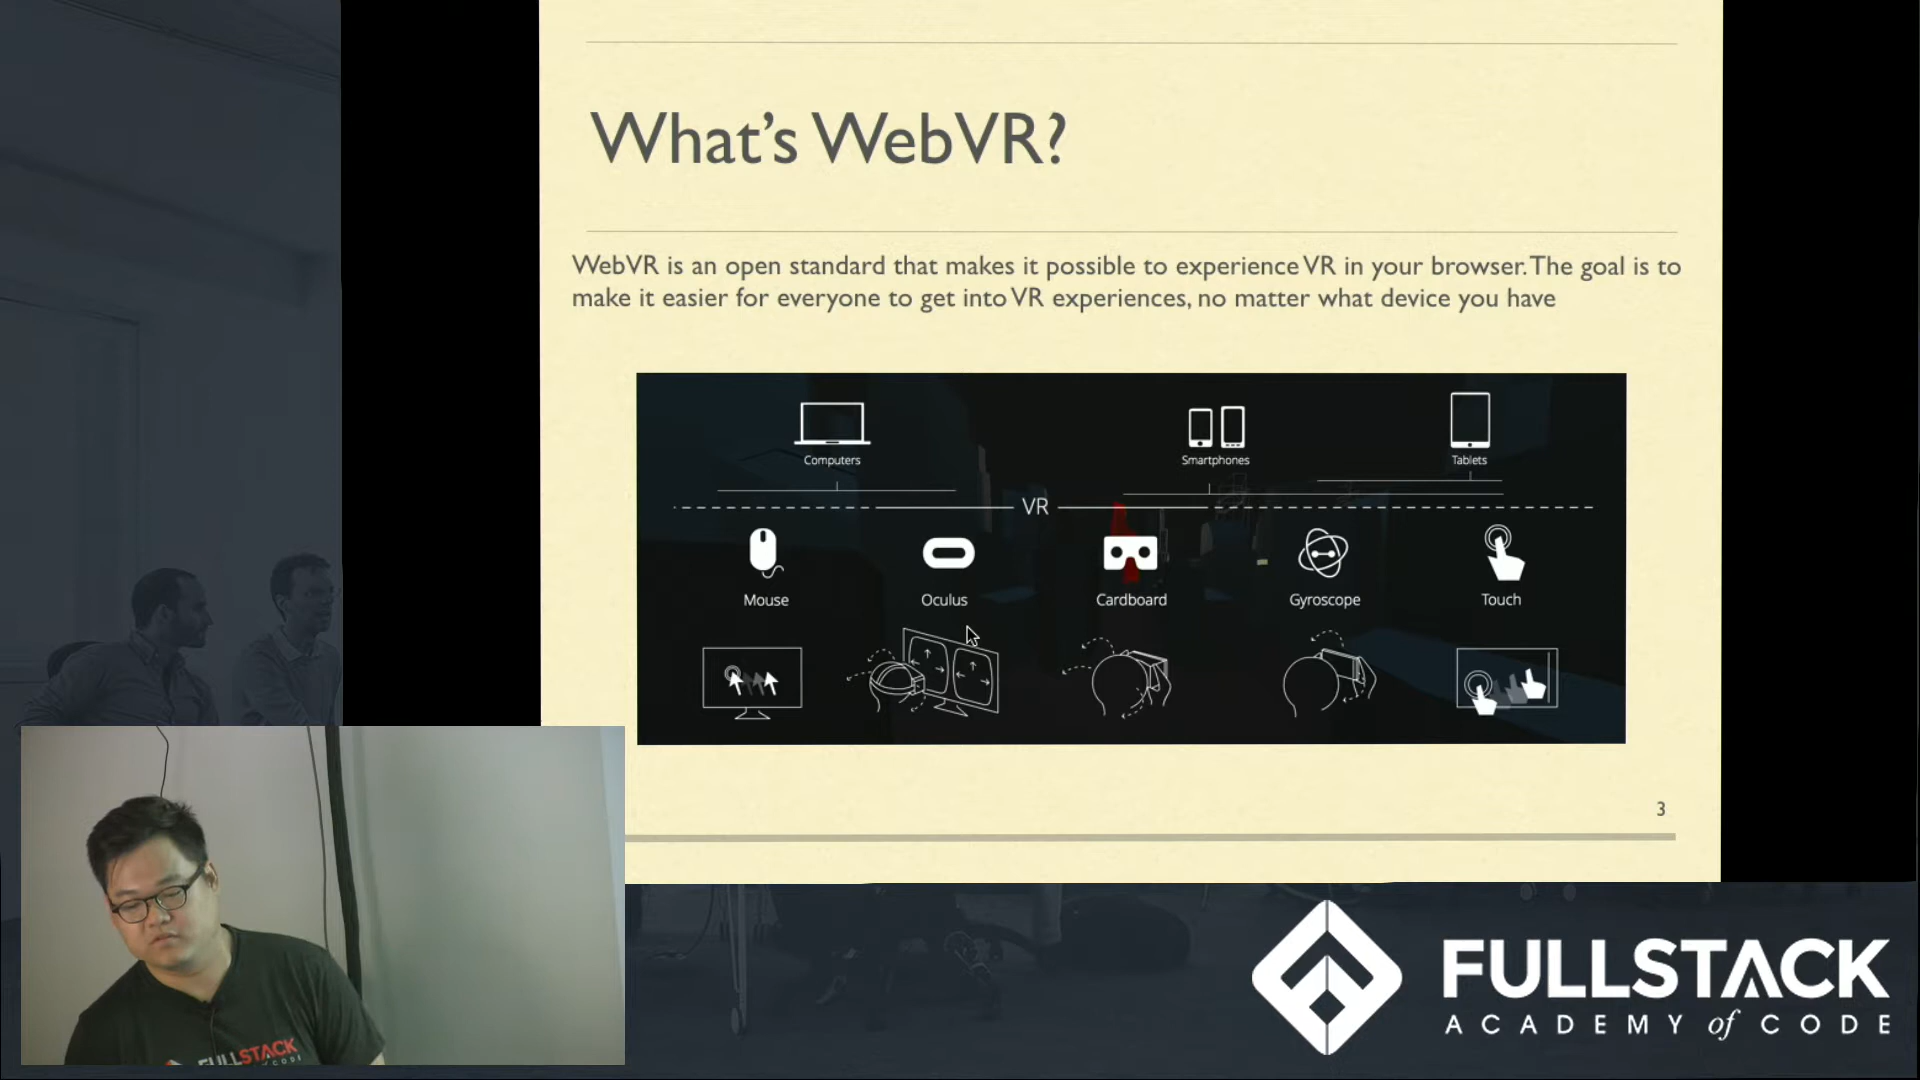 What's WebVR?
WebVR is an open standard that makes it possible to experience VR in your browser. The goal is to
make it easier for everyone to get into VR experiences, no matter what device you have
Computers
Smartphones
Tablets
VR
Mouse
Oculus
Cardboard
Gyroscope
Touch
3
FULLSTACK
ACADEMY of CODE
FULLSTACK
of CODE